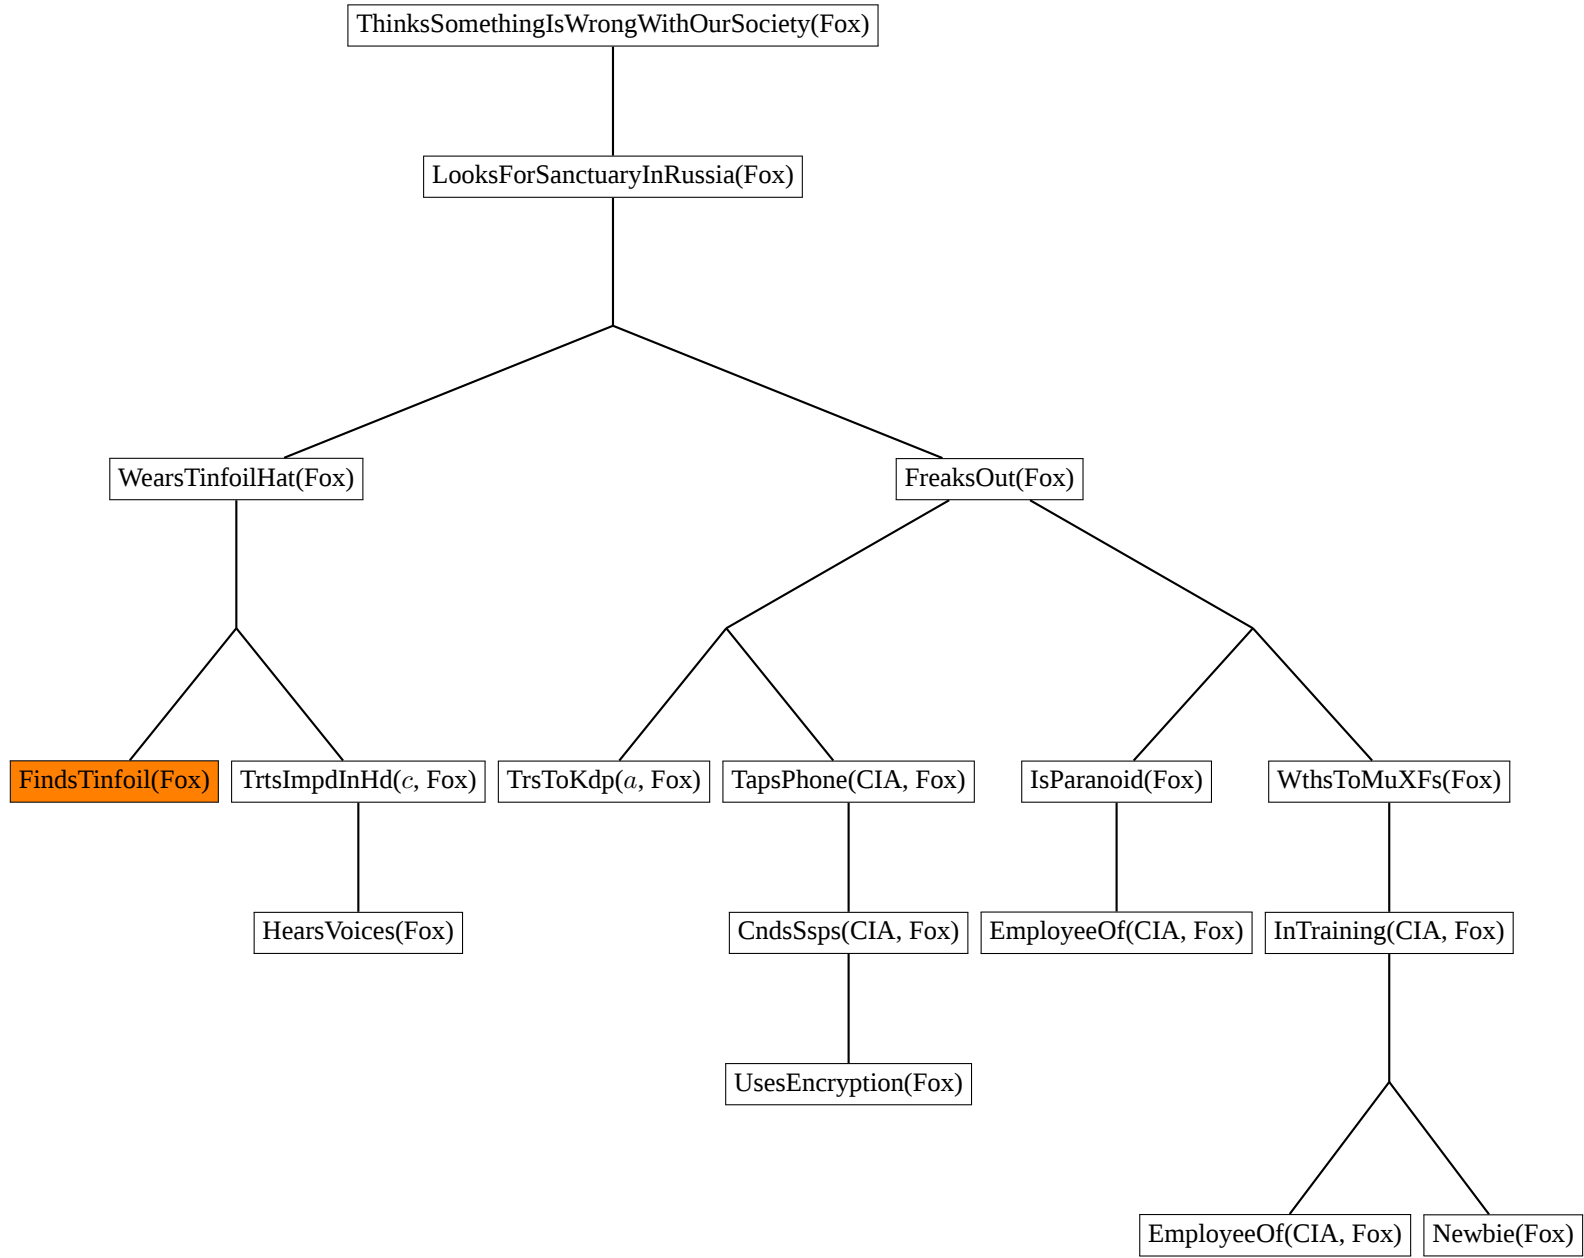 ThinksSomethingIsWrongWithOurSociety(Fox)
LooksForSanctuaryInRussia(Fox)
WearsTinfoilHat(Fox)
FreaksOut(Fox)
FindsTinfoil(Fox)
TrtsImpdInHd(c, Fox)
TrsToKdp(a, Fox)
TapsPhone(CIA, Fox)
IsParanoid(Fox)
WthsToMuXFs(Fox)
HearsVoices(Fox)
CndsSsps(CIA, Fox)
EmployeeOf(CIA, Fox)
InTraining(CIA, Fox)
UsesEncryption(Fox)
EmployeeOf(CIA, Fox)
Newbie(Fox)